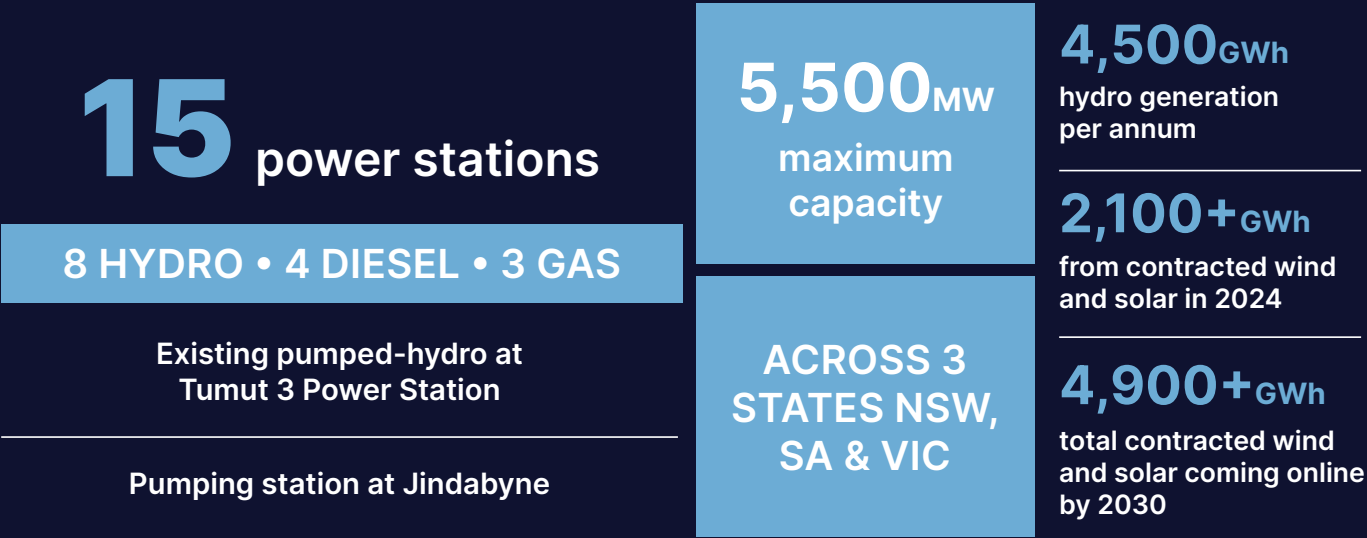 15 power stations
8 HYDRO • 4 DIESEL • 3 GAS
Existing pumped-hydro at
Tumut 3 Power Station
Pumping station at Jindabyne
5,500MW
maximum
capacity
ACROSS 3
STATES NSW,
SA & VIC
4,500GWh
hydro generation
per annum
2,100+GWh
from contracted wind
and solar in 2024
4,900+GWh
total contracted wind
and solar coming online
by 2030